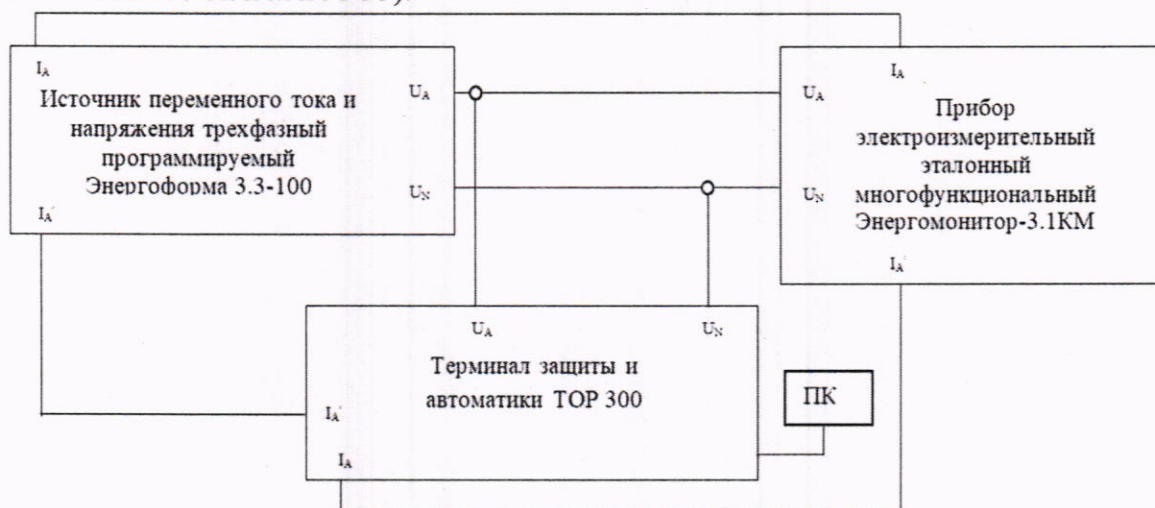 I_A
Источник переменного тока и
напряжения трехфазный
программируемый
Энергоформа 3.3-100
I_A'
U_A
U_N
I_A
U_A
Прибор
электроизмерительный
эталонный
многофункциональный
Энергомонитор-3.1КМ
U_N
I_A'
U_A
U_N
Терминал защиты и
автоматики ТОР 300
I_A'
I_A
ПК